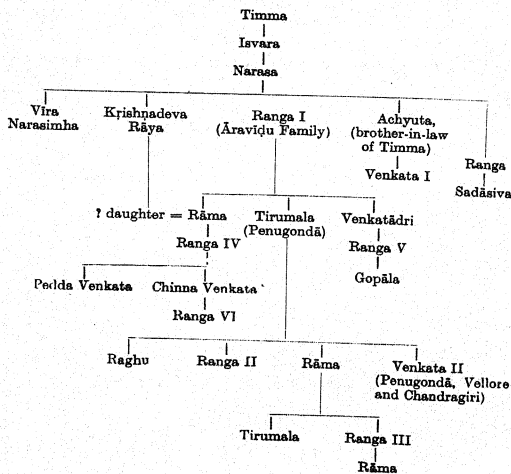 Timma
Isvara
Narasa
Vīra
Narasimha
Kṛishṇadeva
Rāya
Ranga I
(Āravīḍu Family)
Achyuta,
(brother-in-law
of Timma)
Venkata I
Ranga
Sadāsiva
? daughter = Rāma
Tirumala
(Penugondā)
Venkatādri
Ranga IV
Ranga V
Gopāla
Pedda Venkata
Chinna Venkata
Ranga VI
Raghu
Ranga II
Rāma
Venkata II
(Penugondā, Vellore
and Chandragiri)
Tirumala
Ranga III
Rāma